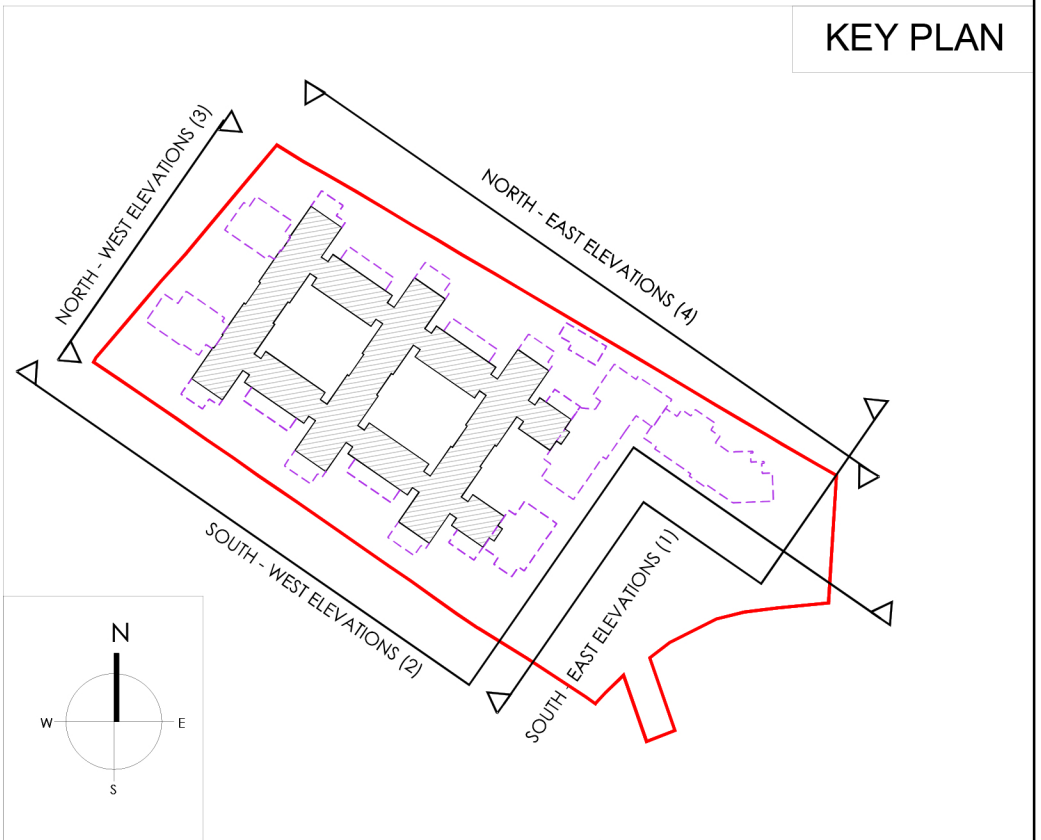 KEY PLAN
NORTH - WEST ELEVATIONS (3)
NORTH - EAST ELEVATIONS (4)
SOUTH - WEST ELEVATIONS (2)
SOUTH - EAST ELEVATIONS (1)
N
W
E
S